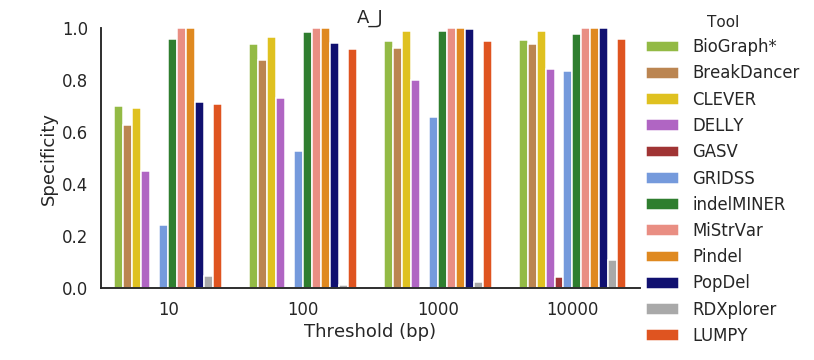 A_J
1.0
0.8
0.6
0.4
0.2
0.0
Specificity
10
100
1000
10000
Threshold (bp)
Tool
BioGraph*
BreakDancer
CLEVER
DELLY
GASV
GRIDSS
indelMINER
MiStrVar
Pindel
PopDel
RDXplorer
LUMPY